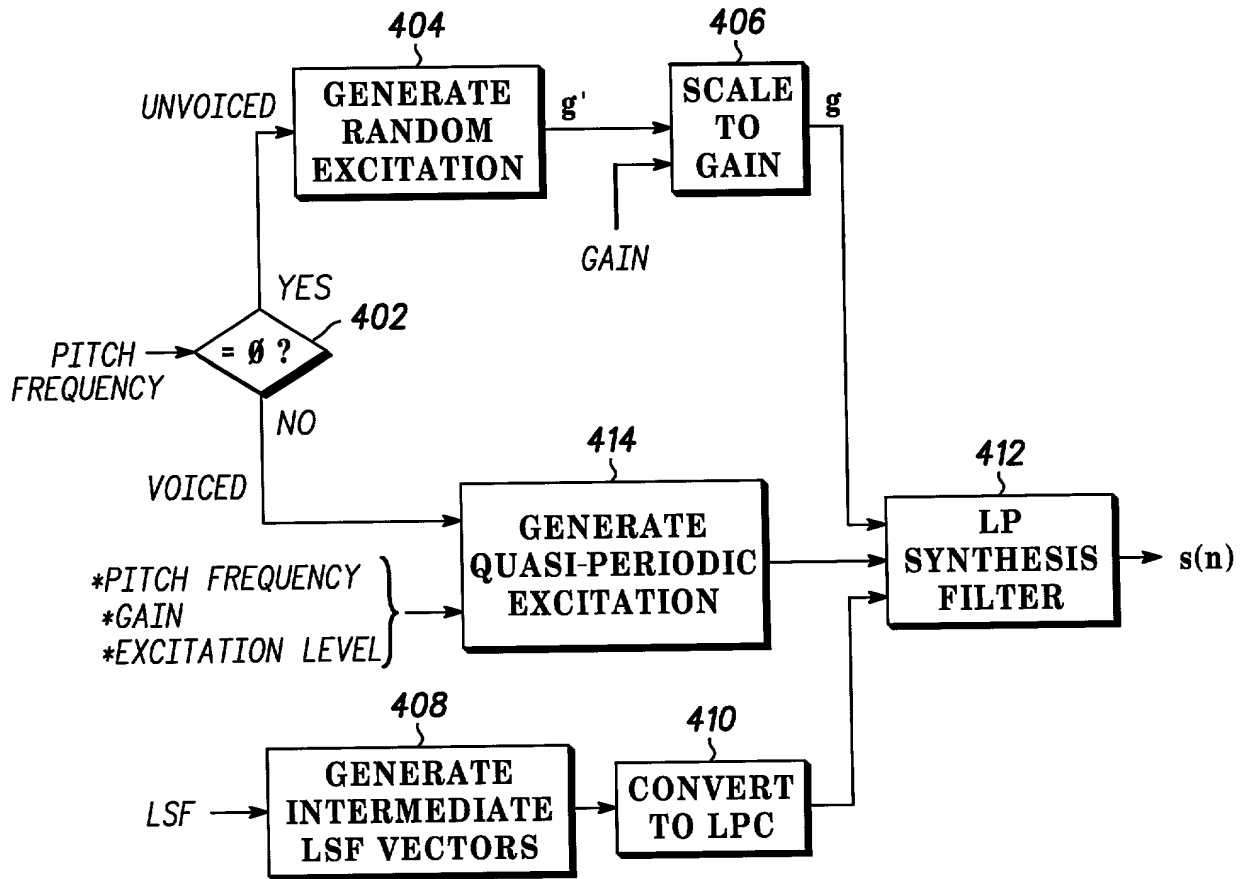 404
406
UNVOICED
GENERATE
RANDOM
EXCITATION
g'
SCALE
TO
GAIN
g
GAIN
YES
402
PITCH
FREQUENCY
= Ø ?
NO
VOICED
414
412
GENERATE
QUASI-PERIODIC
EXCITATION
LP
SYNTHESIS
FILTER
s(n)
*PITCH FREQUENCY
*GAIN
*EXCITATION LEVEL
408
410
LSF
GENERATE
INTERMEDIATE
LSF VECTORS
CONVERT
TO LPC